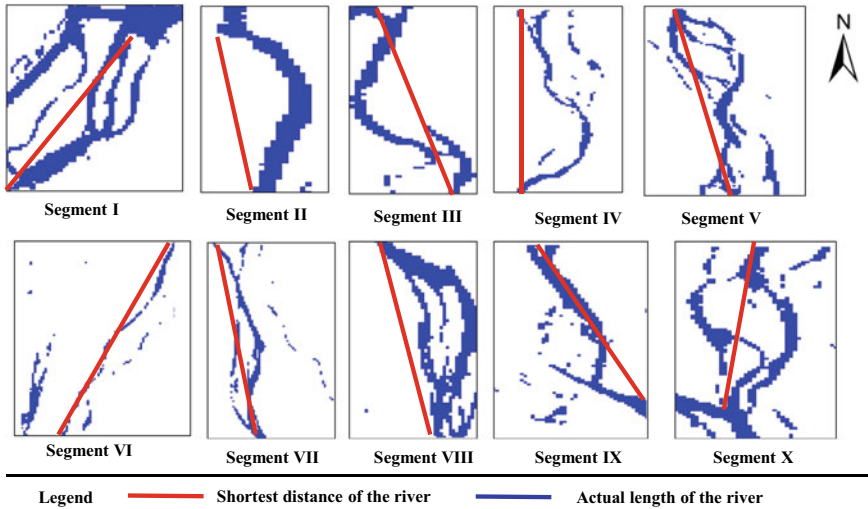 N
Segment I
Segment II
Segment III
Segment IV
Segment V
Segment VI
Segment VII
Segment VIII
Segment IX
Segment X
Legend Shortest distance of the river Actual length of the river